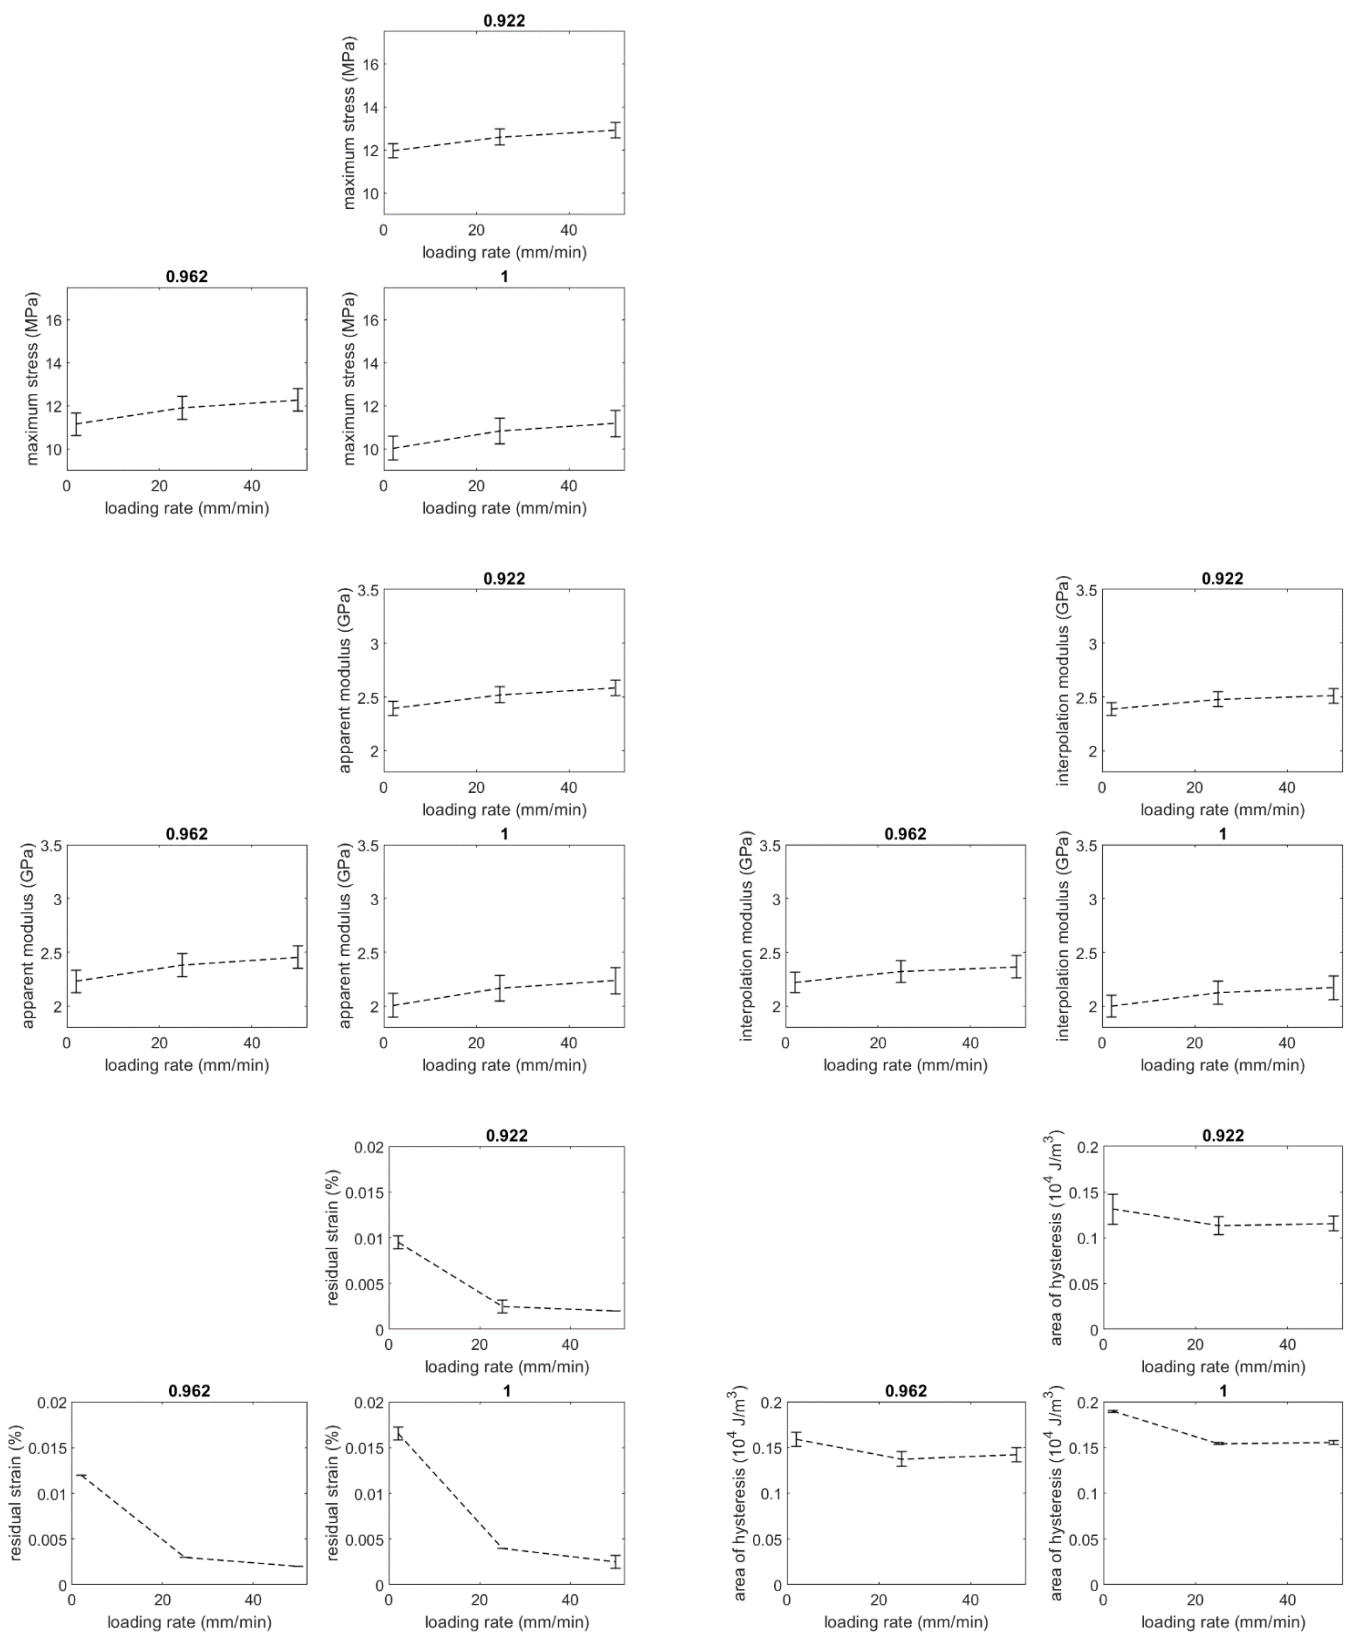 0.922
maximum stress (MPa)
16
14
12
10
0 20 40
loading rate (mm/min)
0.962
maximum stress (MPa)
16
14
12
10
0 20 40
loading rate (mm/min)
1
maximum stress (MPa)
16
14
12
10
0 20 40
loading rate (mm/min)
0.922
apparent modulus (GPa)
3.5
3
2.5
2
0 20 40
loading rate (mm/min)
0.922
interpolation modulus (GPa)
3.5
3
2.5
2
0 20 40
loading rate (mm/min)
0.962
apparent modulus (GPa)
3.5
3
2.5
2
0 20 40
loading rate (mm/min)
1
apparent modulus (GPa)
3.5
3
2.5
2
0 20 40
loading rate (mm/min)
0.962
interpolation modulus (GPa)
3.5
3
2.5
2
0 20 40
loading rate (mm/min)
1
interpolation modulus (GPa)
3.5
3
2.5
2
0 20 40
loading rate (mm/min)
0.922
residual strain (%)
0.02
0.015
0.01
0.005
0
0 20 40
loading rate (mm/min)
0.922
area of hysteresis (10⁴ J/m³)
0.2
0.15
0.1
0.05
0
0 20 40
loading rate (mm/min)
0.962
residual strain (%)
0.02
0.015
0.01
0.005
0
0 20 40
loading rate (mm/min)
1
residual strain (%)
0.02
0.015
0.01
0.005
0
0 20 40
loading rate (mm/min)
0.962
area of hysteresis (10⁴ J/m³)
0.2
0.15
0.1
0.05
0
0 20 40
loading rate (mm/min)
1
area of hysteresis (10⁴ J/m³)
0.2
0.15
0.1
0.05
0
0 20 40
loading rate (mm/min)